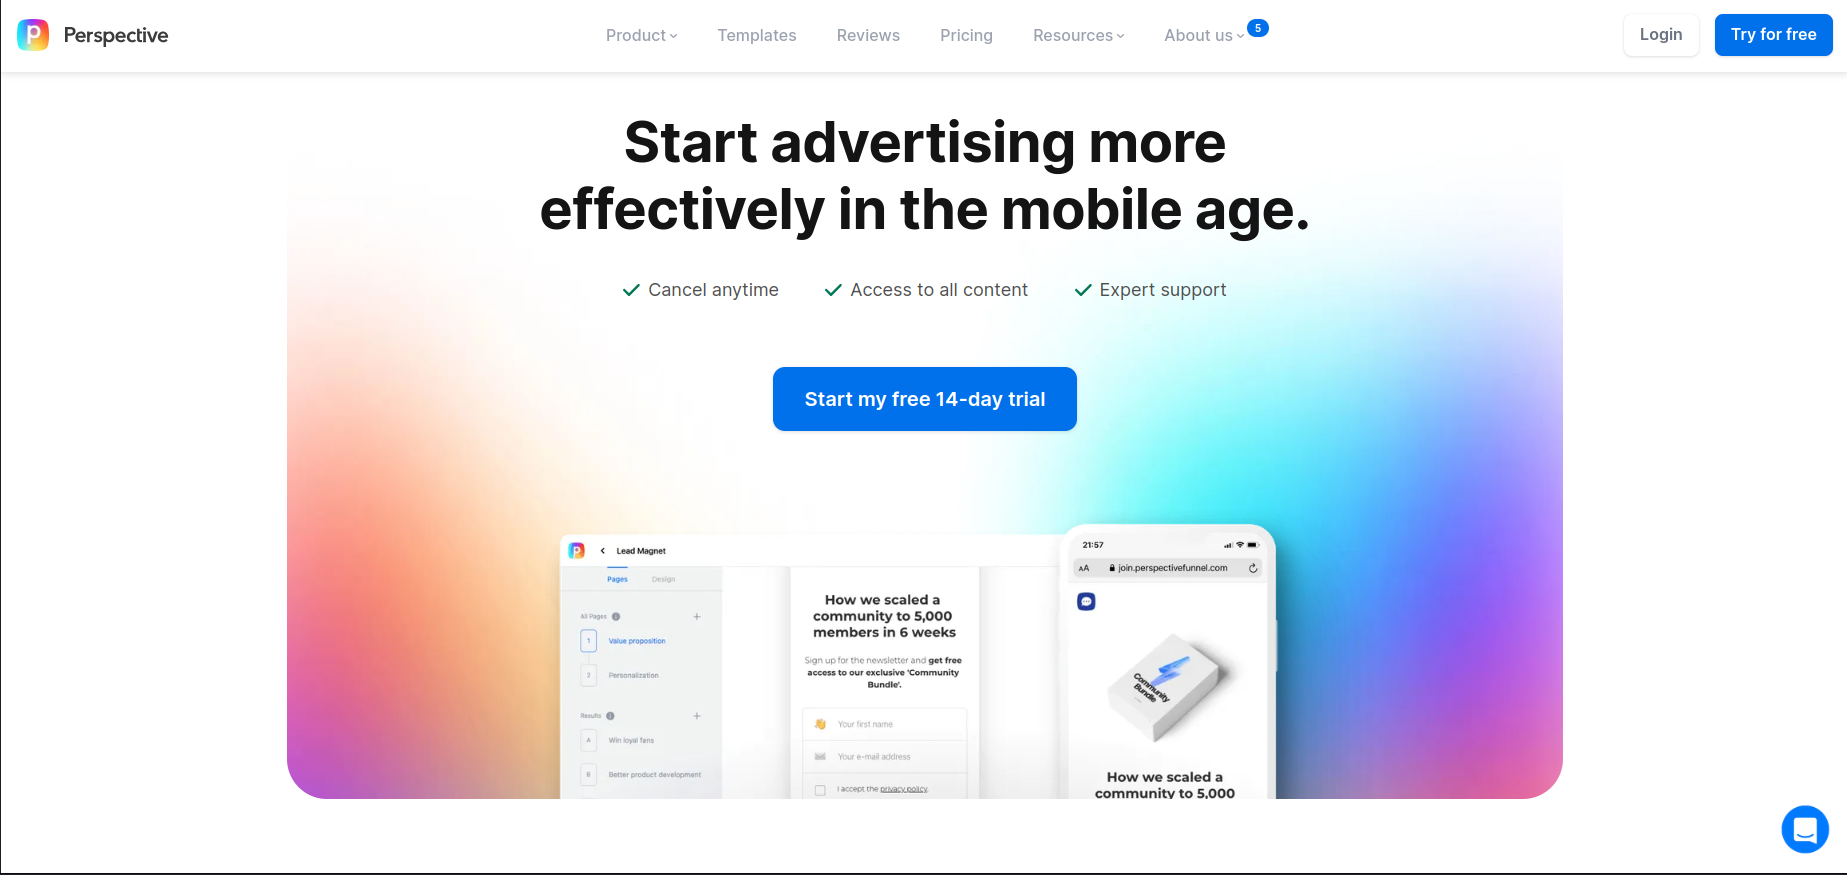 Perspective
Product
Templates
Reviews
Pricing
Resources
About us
5
Login
Try for free
Start advertising more
effectively in the mobile age.
Cancel anytime
Access to all content
Expert support
Start my free 14-day trial
Lead Magnet
Pages
Design
All Pages
1
Value proposition
2
Personalization
Results
A
Win loyal fans
B
Better product development
How we scaled a
community to 5,000
members in 6 weeks
Sign up for the newsletter and get free
access to our exclusive 'Community
Bundle'.
Your first name
Your e-mail address
I accept the privacy policy.
21:57
AA
join.perspectivefunnel.com
Community
Bundle
How we scaled a
community to 5,000